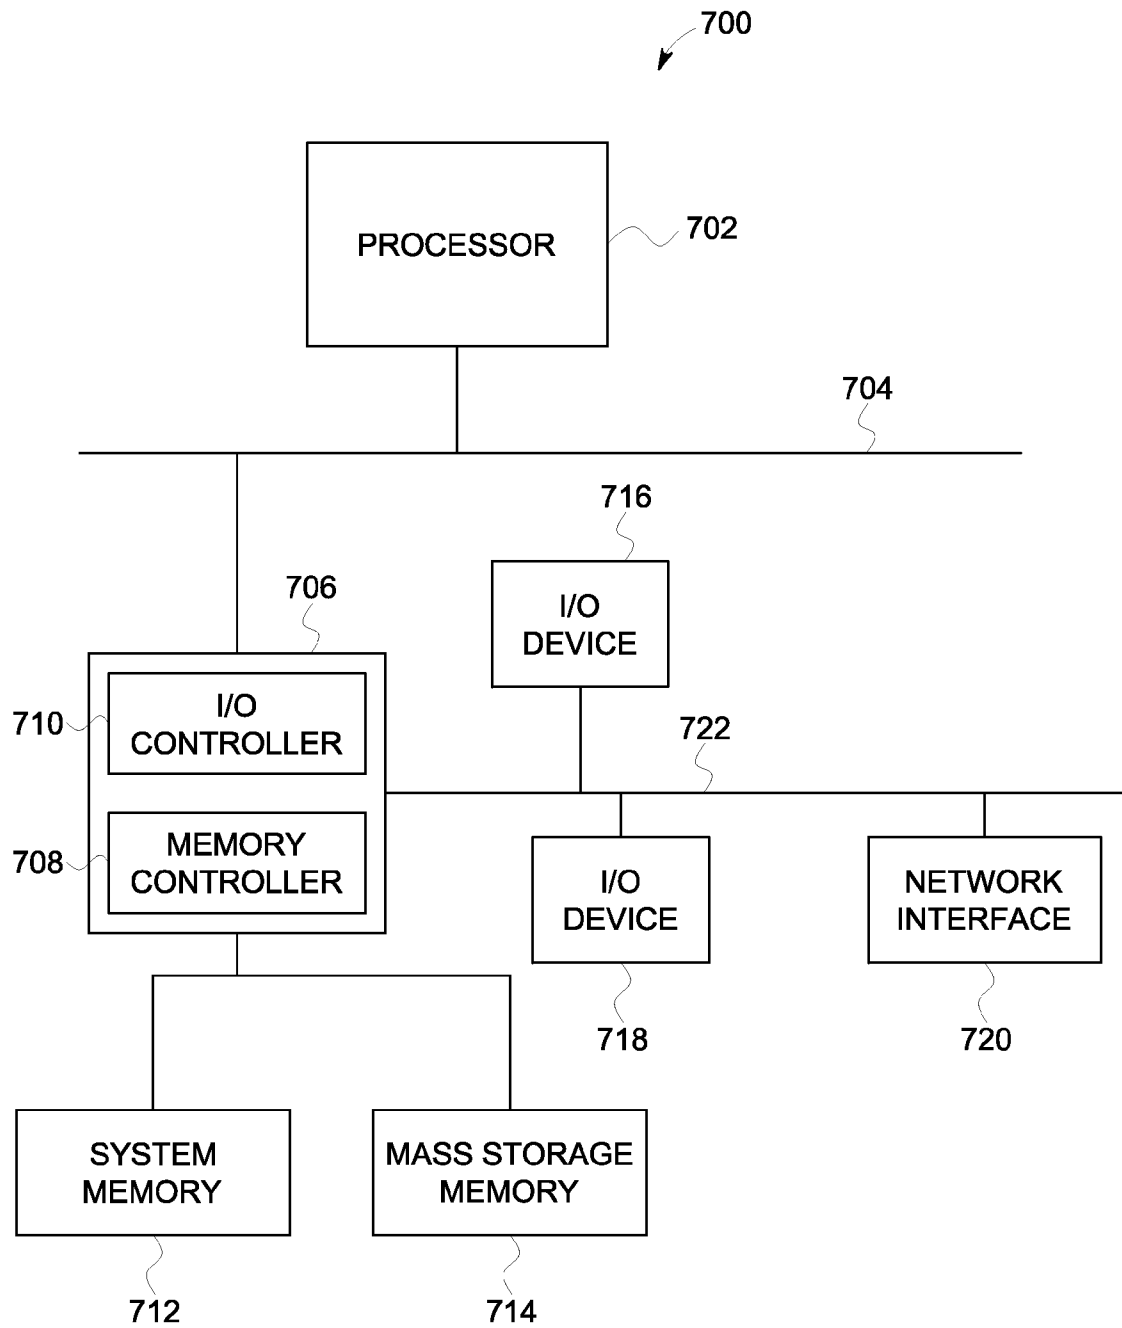 700
PROCESSOR
702
704
716
I/O
DEVICE
706
I/O
CONTROLLER
710
722
MEMORY
CONTROLLER
708
I/O
DEVICE
NETWORK
INTERFACE
718
720
SYSTEM
MEMORY
MASS STORAGE
MEMORY
712
714